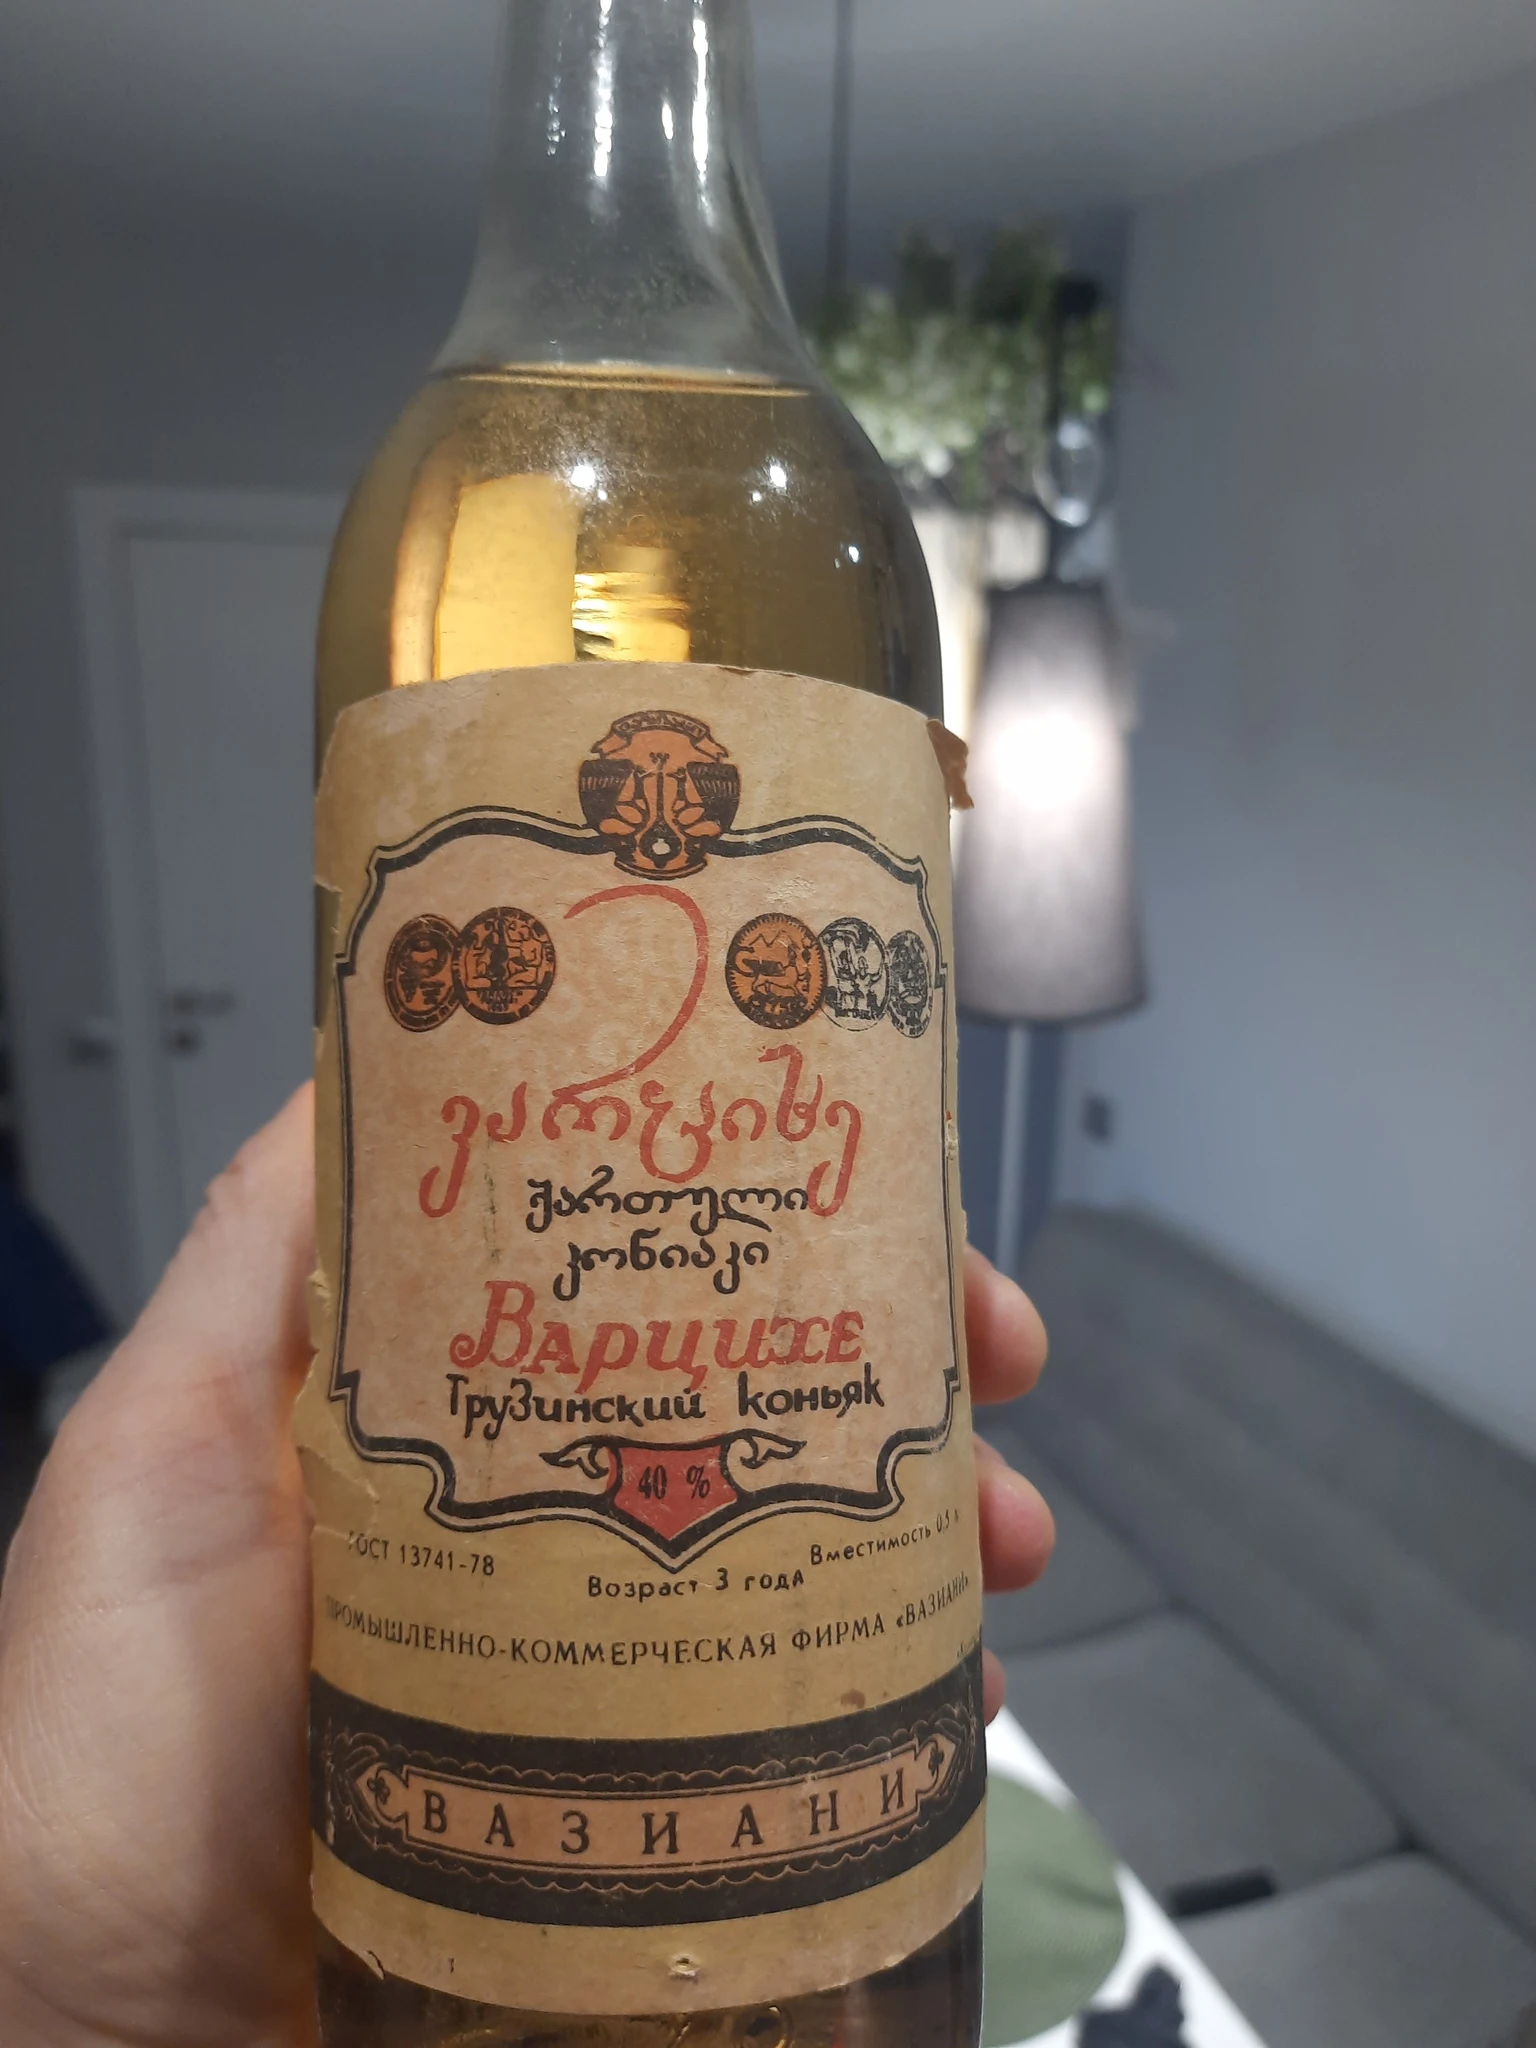 ვარციხე
ქართული
კონიაკი
Варцихе
Грузинский коньяк
40 %
ГОСТ 13741-78
Возраст 3 года
Вместимость 0,5 л
ПРОМЫШЛЕННО-КОММЕРЧЕСКАЯ ФИРМА «ВАЗИАНИ»
ВАЗИАНИ